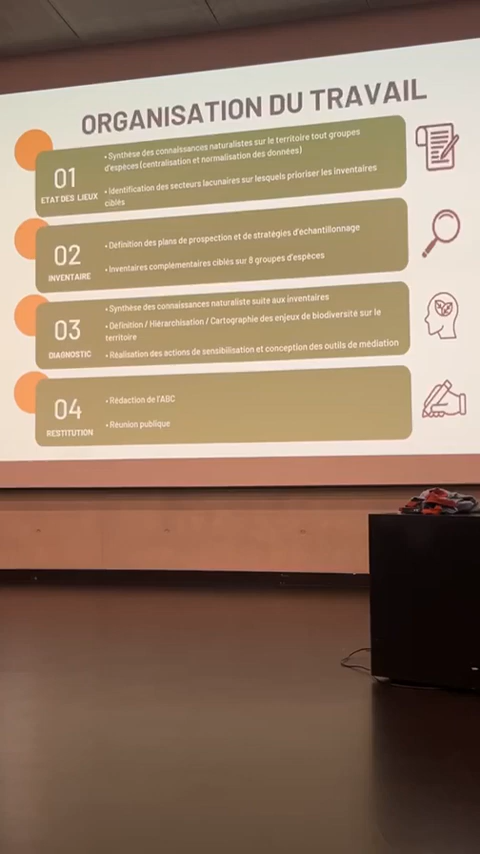 ORGANISATION DU TRAVAIL
01
ETAT DES LIEUX
• Synthèse des connaissances naturalistes sur le territoire tout groupes
d'espèces (centralisation et normalisation des données)
• Identification des secteurs lacunaires sur lesquels prioriser les inventaires
ciblés
02
INVENTAIRE
• Définition des plans de prospection et de stratégies d'échantillonnage
• Inventaires complémentaires ciblés sur 8 groupes d'espèces
03
DIAGNOSTIC
• Synthèse des connaissances naturaliste suite aux inventaires
• Définition / Hiérarchisation / Cartographie des enjeux de biodiversité sur le
territoire
• Réalisation des actions de sensibilisation et conception des outils de médiation
04
RESTITUTION
• Rédaction de l'ABC
• Réunion publique